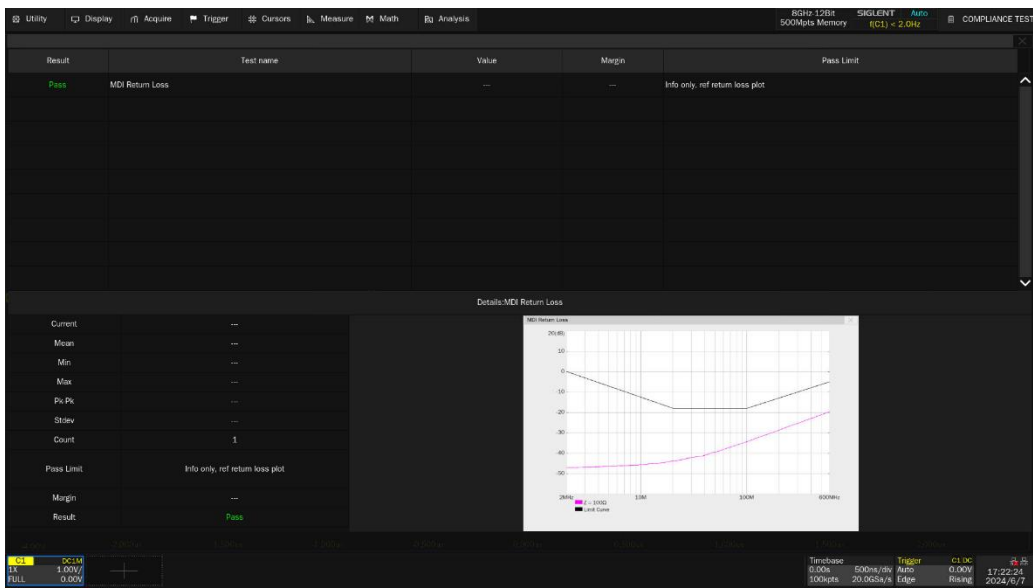 Utility Display Acquire Trigger Cursors Measure Math Analysis 8GHz 12Bit SIGLENT Auto COMPLIANCE TEST
500Mpts Memory f(C1) < 2.0Hz
Result Test name Value Margin Pass Limit
Pass MDI Return Loss --- --- Info only, ref return loss plot
Details:MDI Return Loss
Current ---
Mean ---
Min ---
Max ---
Pk-Pk ---
Stdev ---
Count 1
Pass Limit Info only, ref return loss plot
Margin ---
Result Pass
MDI Return Loss
20(dB)
10
0
-10
-20
-30
-40
-50
2MHz 10M 100M 600MHz
Z = 100Ω
Limit Curve
C1 DC1M
1X 1.00V/
FULL 0.00V
Timebase Trigger C1 DC
0.00s 500ns/div Auto 0.00V
100kpts 20.0GSa/s Edge Rising
17:22:24
2024/6/7